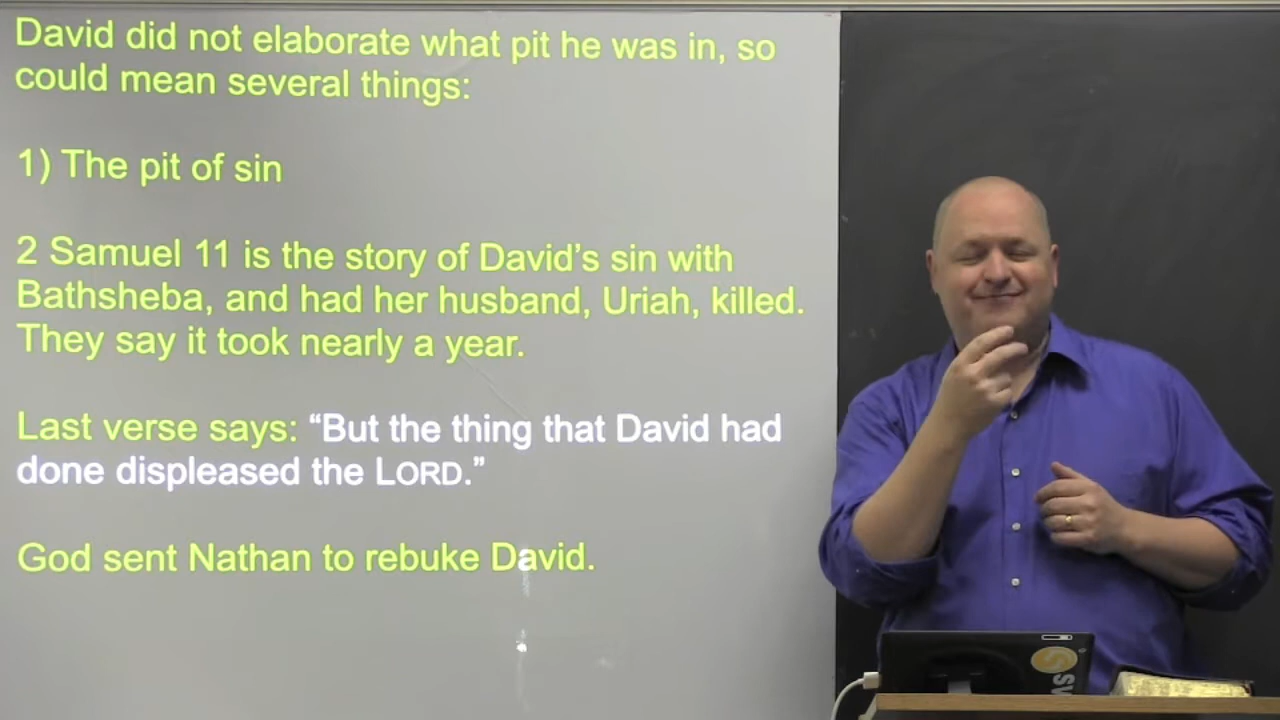 David did not elaborate what pit he was in, so
could mean several things:
1) The pit of sin
2 Samuel 11 is the story of David’s sin with
Bathsheba, and had her husband, Uriah, killed.
They say it took nearly a year.
Last verse says: “But the thing that David had
done displeased the LORD.”
God sent Nathan to rebuke David.